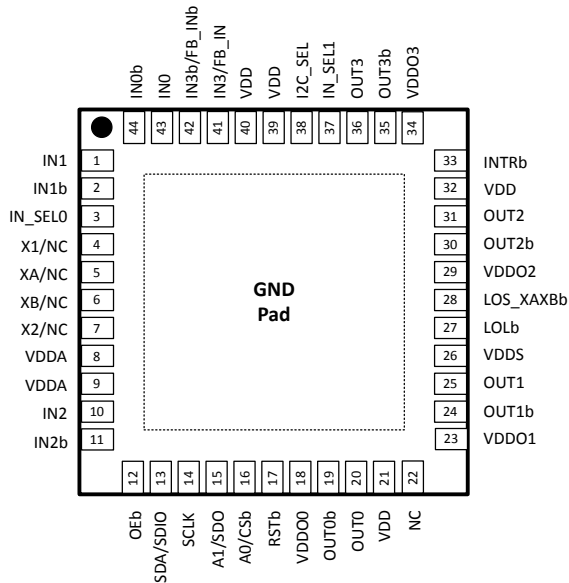 IN0b
IN0
IN3b/FB_INb
IN3/FB_IN
VDD
VDD
I2C_SEL
IN_SEL1
OUT3
OUT3b
VDDO3
44
43
42
41
40
39
38
37
36
35
34
IN1 1
IN1b 2
IN_SEL0 3
X1/NC 4
XA/NC 5
XB/NC 6
X2/NC 7
VDDA 8
VDDA 9
IN2 10
IN2b 11
GND
Pad
33 INTRb
32 VDD
31 OUT2
30 OUT2b
29 VDDO2
28 LOS_XAXBb
27 LOLb
26 VDDS
25 OUT1
24 OUT1b
23 VDDO1
12
13
14
15
16
17
18
19
20
21
22
OEb
SDA/SDIO
SCLK
A1/SDO
A0/CSb
RSTb
VDDO0
OUT0b
OUT0
VDD
NC